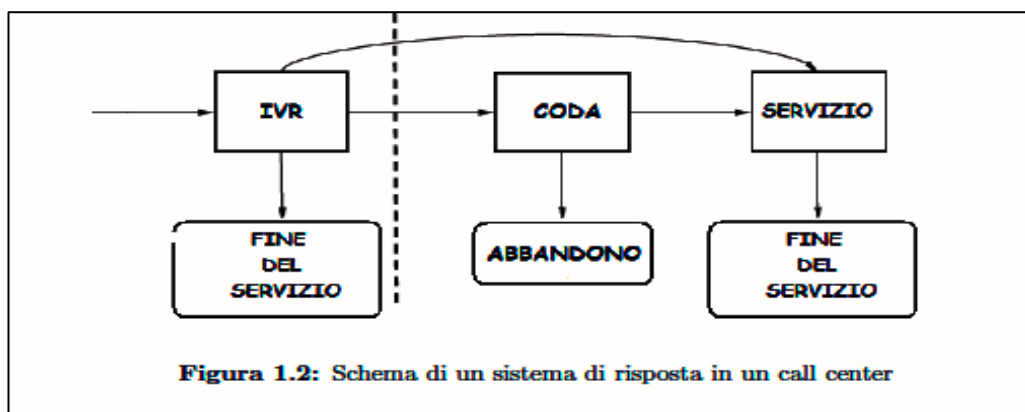 IVR
CODA
SERVIZIO
FINE
DEL
SERVIZIO
ABBANDONO
FINE
DEL
SERVIZIO
Figura 1.2: Schema di un sistema di risposta in un call center